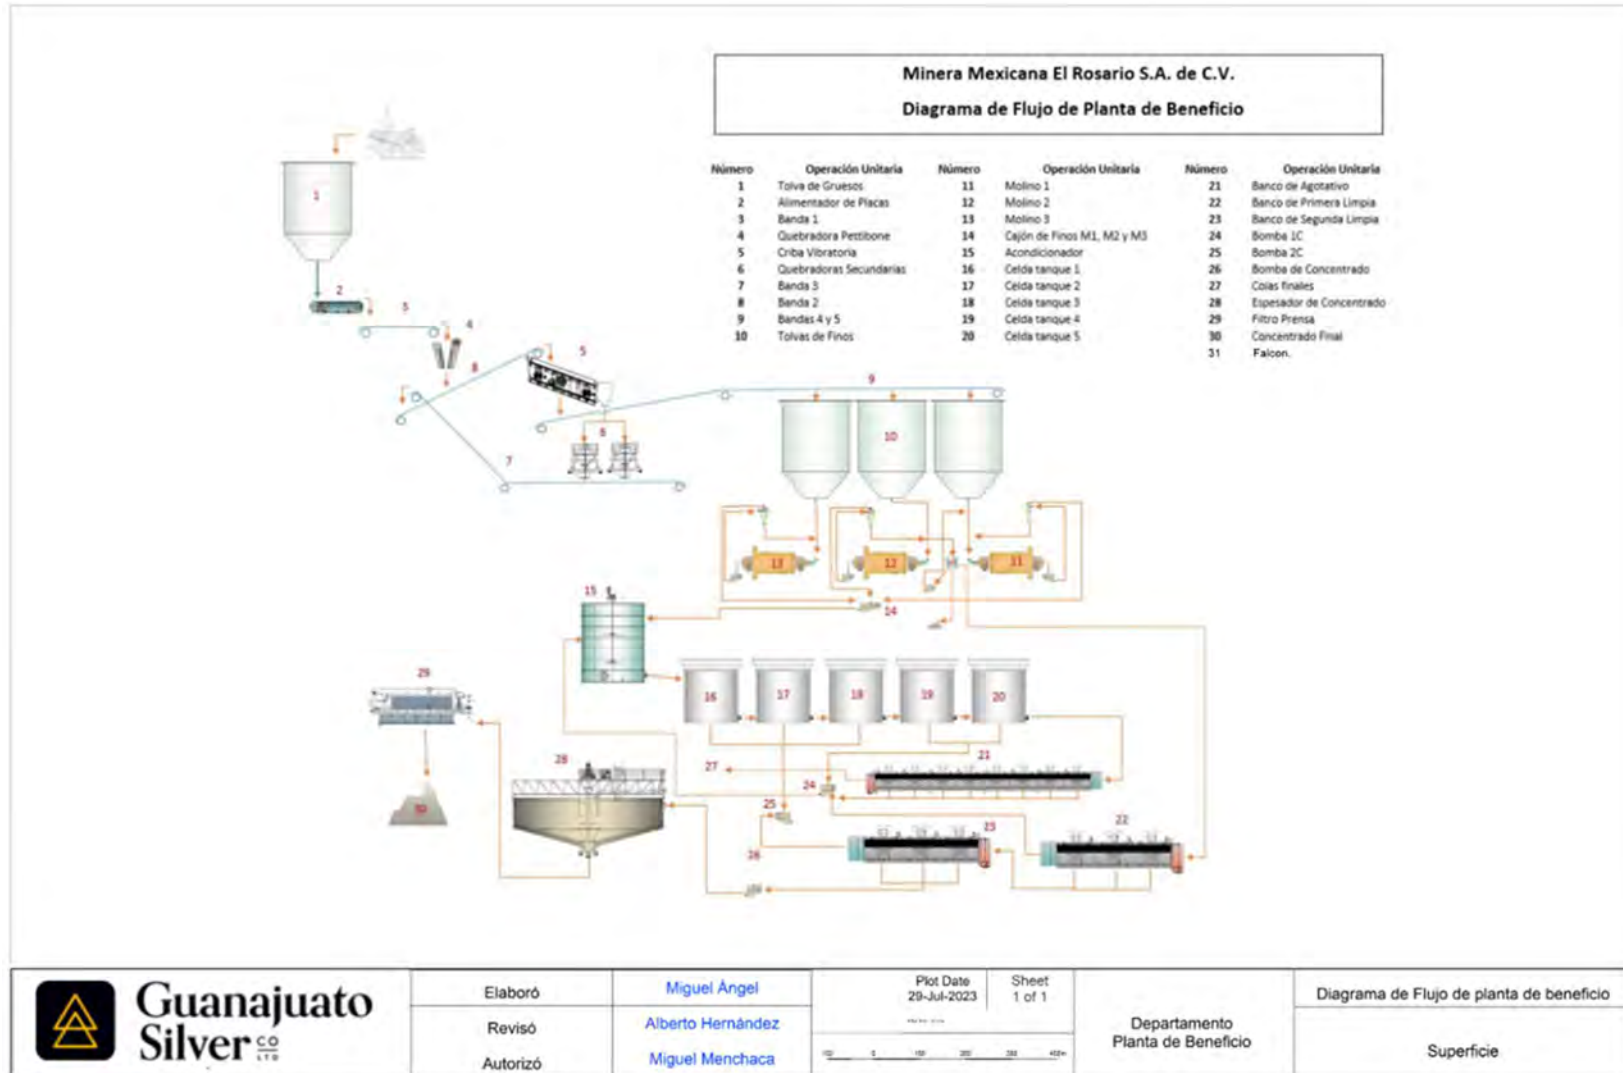 Minera Mexicana El Rosario S.A. de C.V.
Diagrama de Flujo de Planta de Beneficio
Número Operación Unitaria Número Operación Unitaria Número Operación Unitaria
1 Tolva de Gruesos 11 Molino 1 21 Banco de Agotativo
2 Alimentador de Placas 12 Molino 2 22 Banco de Primera Limpia
3 Banda 1 13 Molino 3 23 Banco de Segunda Limpia
4 Quebradora Pettibone 14 Cajón de Finos M1, M2 y M3 24 Bomba 1C
5 Criba Vibratoria 15 Acondicionador 25 Bomba 2C
6 Quebradoras Secundarias 16 Celda tanque 1 26 Bomba de Concentrado
7 Banda 3 17 Celda tanque 2 27 Colas finales
8 Banda 2 18 Celda tanque 3 28 Espesador de Concentrado
9 Bandas 4 y 5 19 Celda tanque 4 29 Filtro Prensa
10 Tolvas de Finos 20 Celda tanque 5 30 Concentrado Final
31 Falcon.
1
2
4
5
8
9
6
10
7
13
12
11
15
14
29
16
17
18
19
20
28
27
21
24
30
25
23
22
26
Guanajuato
Silver CO LTD
Elaboró Miguel Ángel
Revisó Alberto Hernández
Autorizó Miguel Menchaca
Plot Date
29-Jul-2023
Sheet
1 of 1
100 0 100 200 300 400m
Departamento
Planta de Beneficio
Diagrama de Flujo de planta de beneficio
Superficie